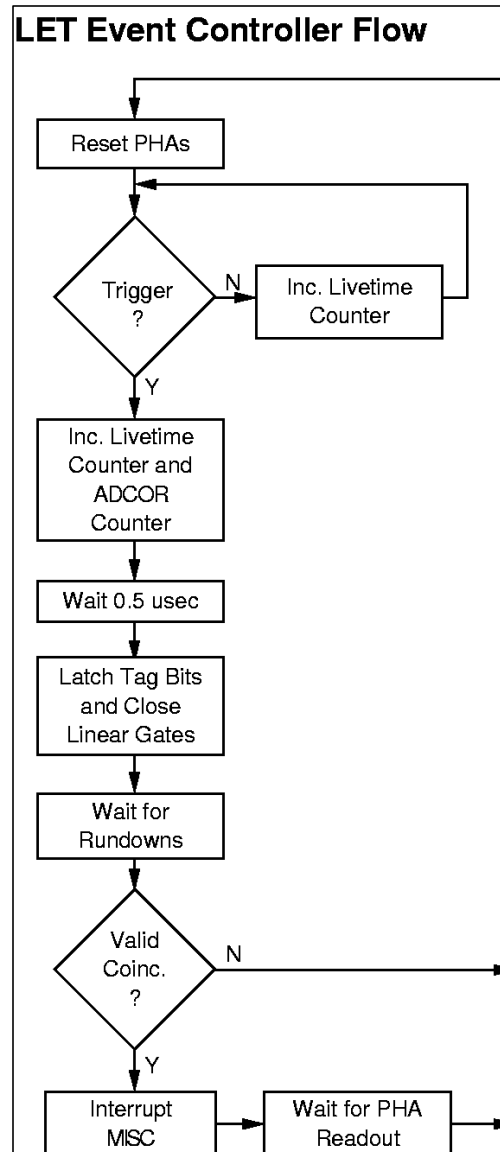 LET Event Controller Flow
Reset PHAs
Trigger
?
N
Inc. Livetime
Counter
Y
Inc. Livetime
Counter and
ADCOR
Counter
Wait 0.5 usec
Latch Tag Bits
and Close
Linear Gates
Wait for
Rundowns
Valid
Coinc.
?
N
Y
Interrupt
MISC
Wait for PHA
Readout